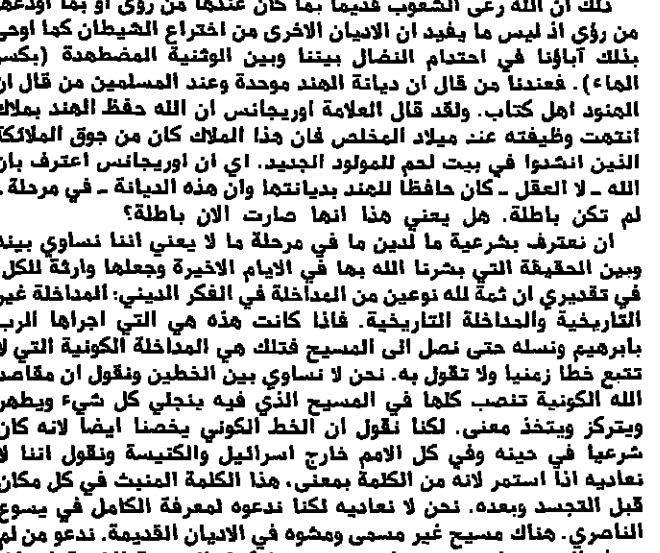 ذلك ان الله رعى الشعوب قديما بما كان عندها من رؤى او بما اودعها
من رؤى اذ ليس ما يفيد ان الاديان الاخرى من اختراع الشيطان كما اوحى
بذلك آباؤنا في احتدام النضال بيننا وبين الوثنية المضطهدة (بكسر
الهاء). فعندنا من قال ان ديانة الهند موحدة وعند المسلمين من قال ان
الهنود اهل كتاب. ولقد قال العلامة اوريجانس ان الله حفظ الهند بملاك
انتهت وظيفته عند ميلاد المخلص فان هذا الملاك كان من جوق الملائكة
الذين انشدوا في بيت لحم للمولود الجديد. اي ان اوريجانس اعترف بان
الله ـ لا العقل ـ كان حافظا للهند بديانتها وان هذه الديانة ـ في مرحلة ـ
لم تكن باطلة. هل يعني هذا انها صارت الان باطلة؟
ان نعترف بشرعية ما لدين ما في مرحلة ما لا يعني اننا نساوي بينه
وبين الحقيقة التي بشرنا الله بها في الايام الاخيرة وجعلها وارثة للكل.
في تقديري ان ثمة لله نوعين من المداخلة في الفكر الديني: المداخلة غير
التاريخية والمداخلة التاريخية. فاذا كانت هذه هي التي اجراها الرب
بابرهيم ونسله حتى نصل الى المسيح فتلك هي المداخلة الكونية التي لا
تتبع خطا زمنيا ولا تقول به. نحن لا نساوي بين الخطين ونقول ان مقاصد
الله الكونية تنصب كلها في المسيح الذي فيه ينجلي كل شيء ويطهر
ويتركز ويتخذ معنى. لكنا نقول ان الخط الكوني يخصنا ايضا لانه كان
شرعيا في حينه وفي كل الامم خارج اسرائيل والكنيسة ونقول اننا لا
نعاديه اذا استمر لانه من الكلمة بمعنى، هذا الكلمة المنبث في كل مكان
قبل التجسد وبعده. نحن لا نعاديه لكنا ندعوه لمعرفة الكامل في يسوع
الناصري. هناك مسيح غير مسمى ومشوه في الاديان القديمة. ندعو من لم